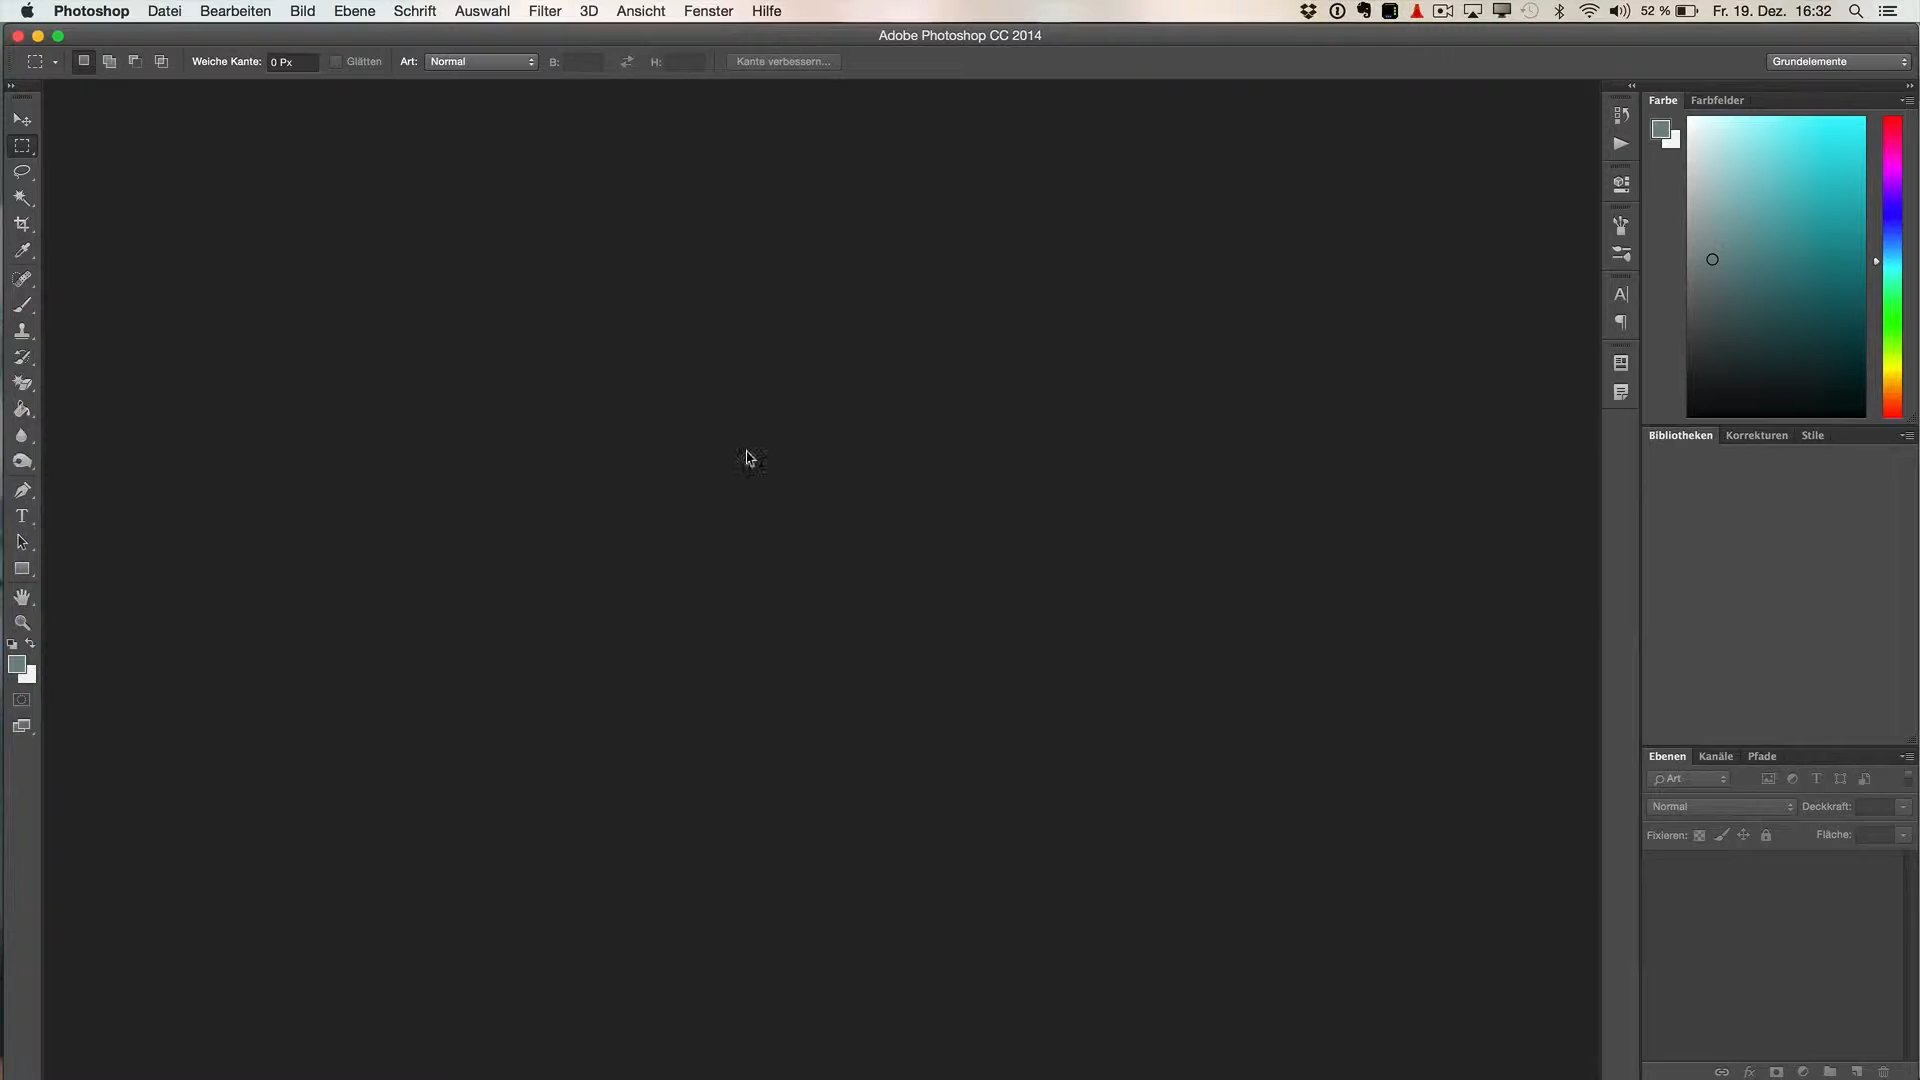 Photoshop Datei Bearbeiten Bild Ebene Schrift Auswahl Filter 3D Ansicht Fenster Hilfe 52 % Fr. 19. Dez. 16:32
Adobe Photoshop CC 2014
Weiche Kante: 0 Px Glätten Art: Normal B: H: Kante verbessern... Grundelemente
Farbe Farbfelder
Bibliotheken Korrekturen Stile
Ebenen Kanäle Pfade
Art
Normal Deckkraft:
Fixieren: Fläche: